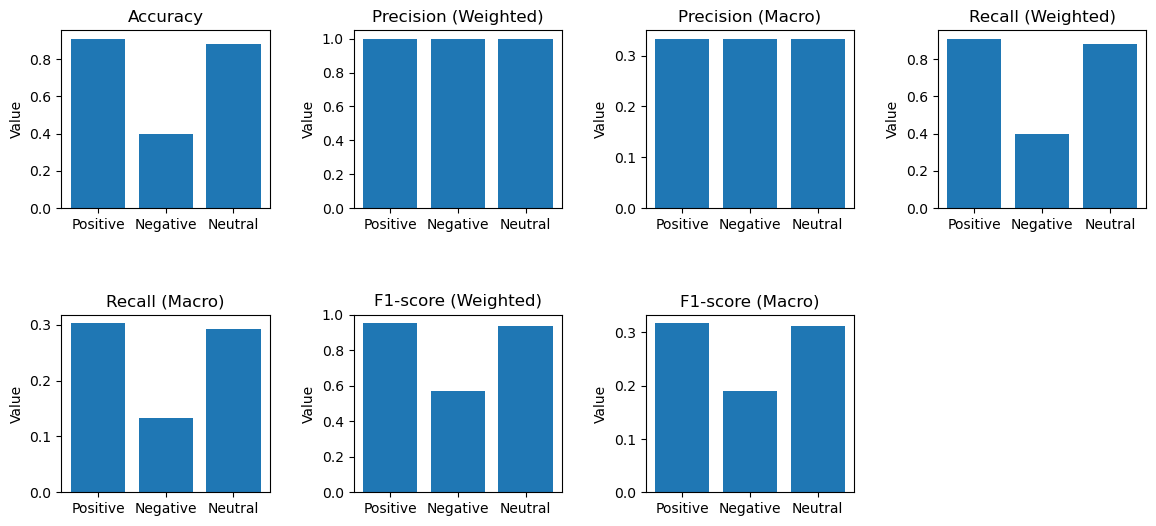 Accuracy
Value
0.8
0.6
0.4
0.2
0.0
Positive Negative Neutral
Precision (Weighted)
Value
1.0
0.8
0.6
0.4
0.2
0.0
Positive Negative Neutral
Precision (Macro)
Value
0.3
0.2
0.1
0.0
Positive Negative Neutral
Recall (Weighted)
Value
0.8
0.6
0.4
0.2
0.0
Positive Negative Neutral
Recall (Macro)
Value
0.3
0.2
0.1
0.0
Positive Negative Neutral
F1-score (Weighted)
Value
1.0
0.8
0.6
0.4
0.2
0.0
Positive Negative Neutral
F1-score (Macro)
Value
0.3
0.2
0.1
0.0
Positive Negative Neutral